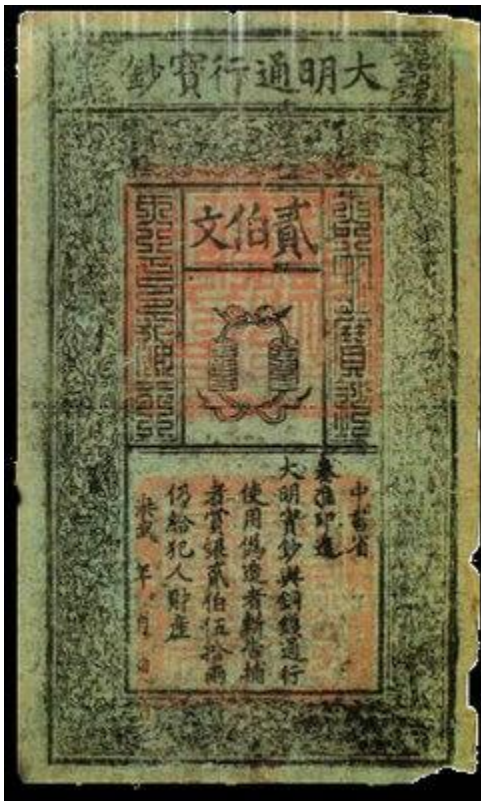 大明通行寶鈔
貳伯文
中書省
奏准印造
大明寶鈔與銅錢通行
使用偽造者斬告捕
者賞銀貳伯伍拾兩
仍給犯人財產
洪武 年 月 日